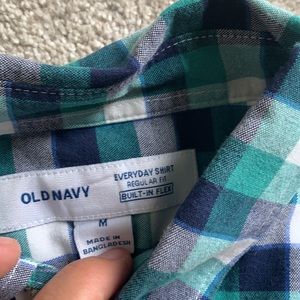 OLD NAVY
EVERYDAY SHIRT
REGULAR FIT
BUILT-IN FLEX
M
MADE IN
BANGLADESH